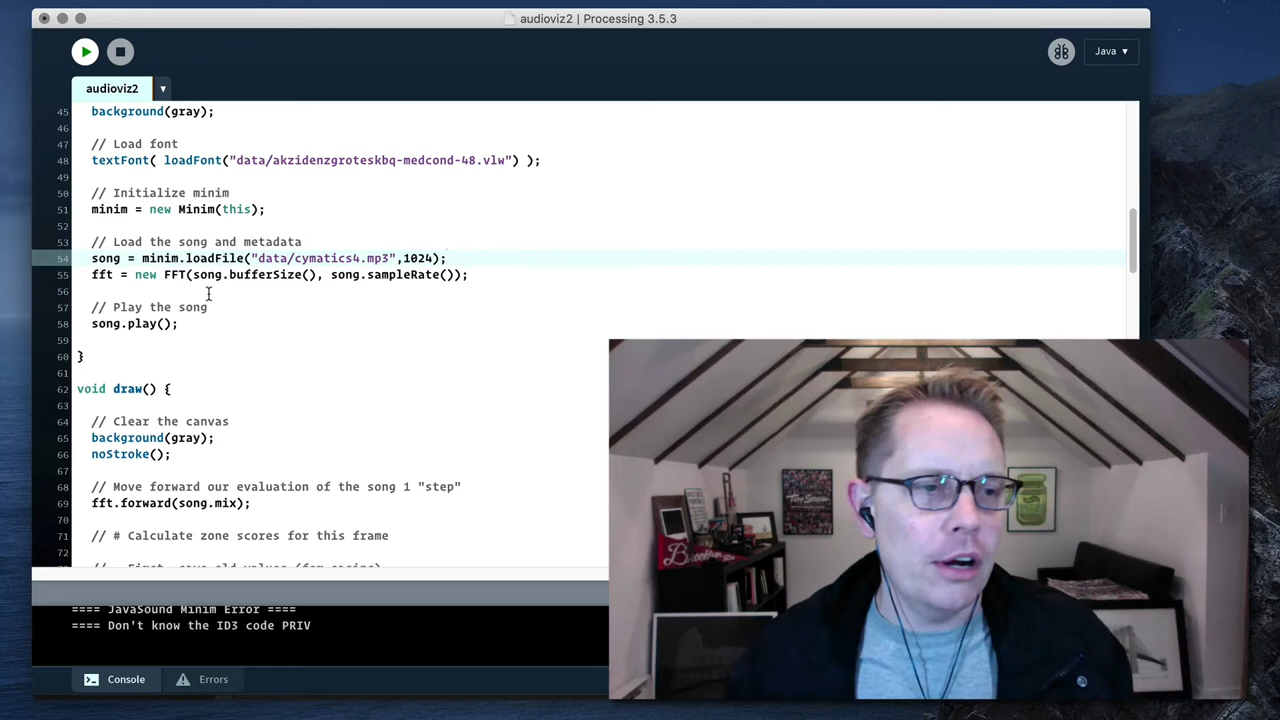 audioviz2 | Processing 3.5.3
Java ▾
audioviz2 ▾
45 background(gray);
46
47 // Load font
48 textFont( loadFont("data/akzidenzgroteskbq-medcond-48.vlw") );
49
50 // Initialize minim
51 minim = new Minim(this);
52
53 // Load the song and metadata
54 song = minim.loadFile("data/cymatics4.mp3",1024);
55 fft = new FFT(song.bufferSize(), song.sampleRate());
56
57 // Play the song
58 song.play();
59
60 }
61
62 void draw() {
63
64 // Clear the canvas
65 background(gray);
66 noStroke();
67
68 // Move forward our evaluation of the song 1 "step"
69 fft.forward(song.mix);
70
71 // # Calculate zone scores for this frame
72
==== JavaSound Minim Error ====
==== Don't know the ID3 code PRIV
Console
Errors
Brooklyn